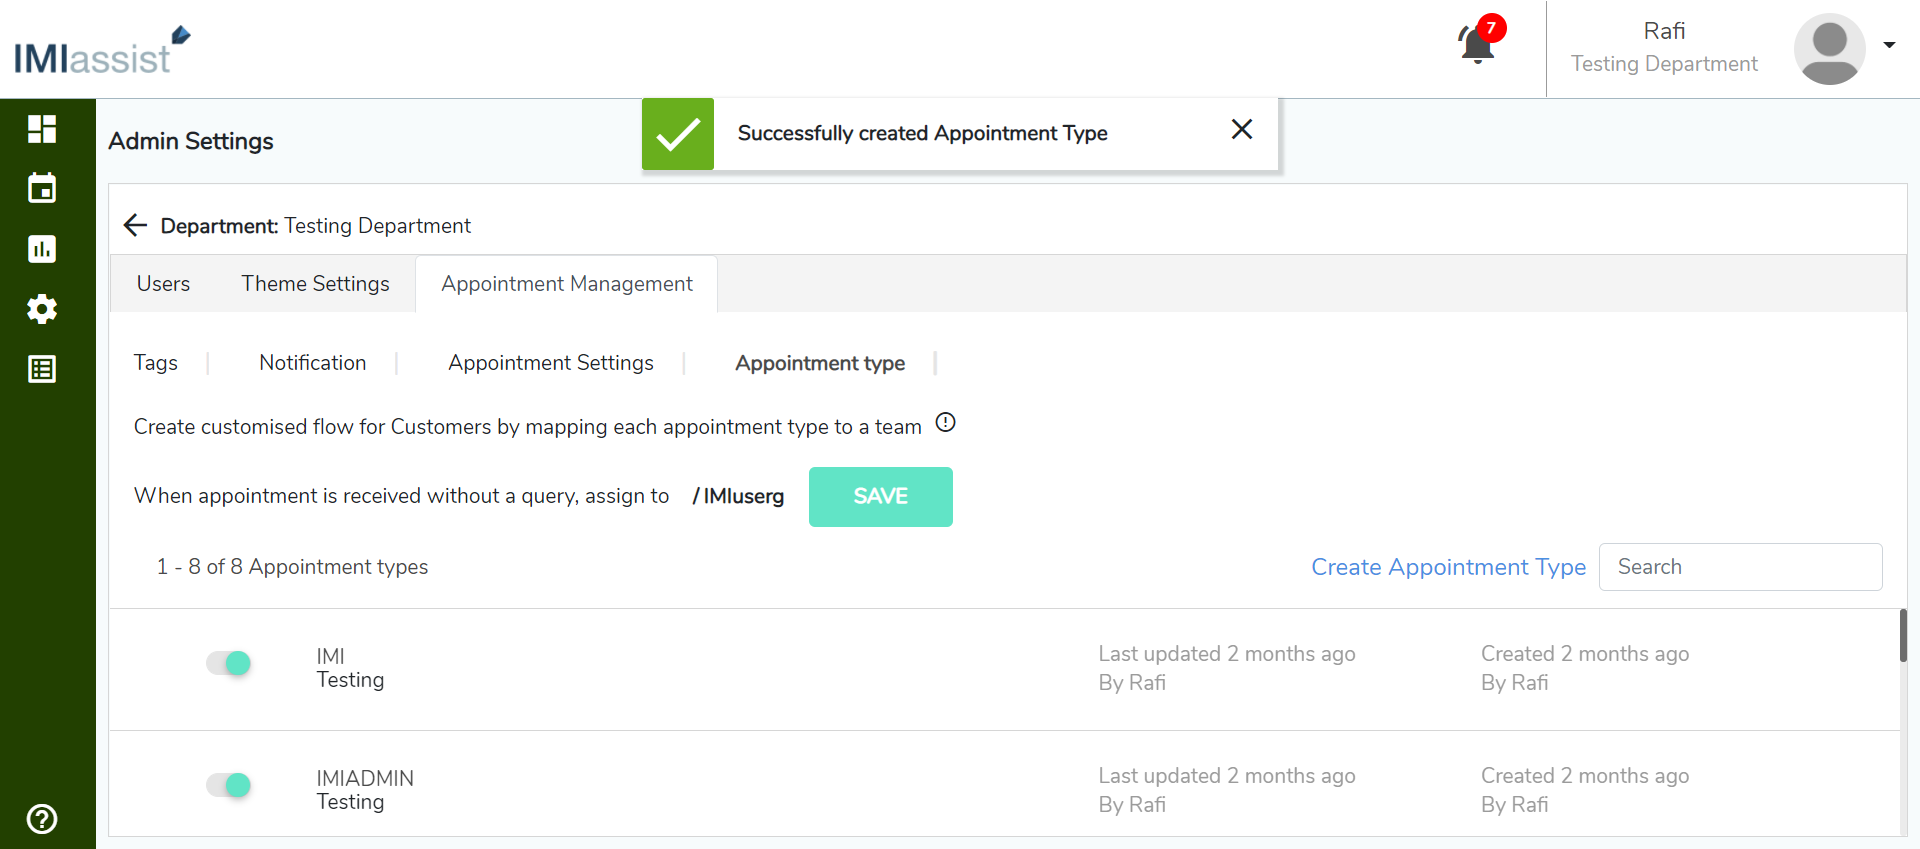 IMIassist
7
Rafi
Testing Department
Successfully created Appointment Type
Admin Settings
Department: Testing Department
Users
Theme Settings
Appointment Management
Tags
Notification
Appointment Settings
Appointment type
Create customised flow for Customers by mapping each appointment type to a team
When appointment is received without a query, assign to / IMIuserg
SAVE
1 - 8 of 8 Appointment types
Create Appointment Type
Search
IMI
Testing
Last updated 2 months ago
By Rafi
Created 2 months ago
By Rafi
IMIADMIN
Testing
Last updated 2 months ago
By Rafi
Created 2 months ago
By Rafi